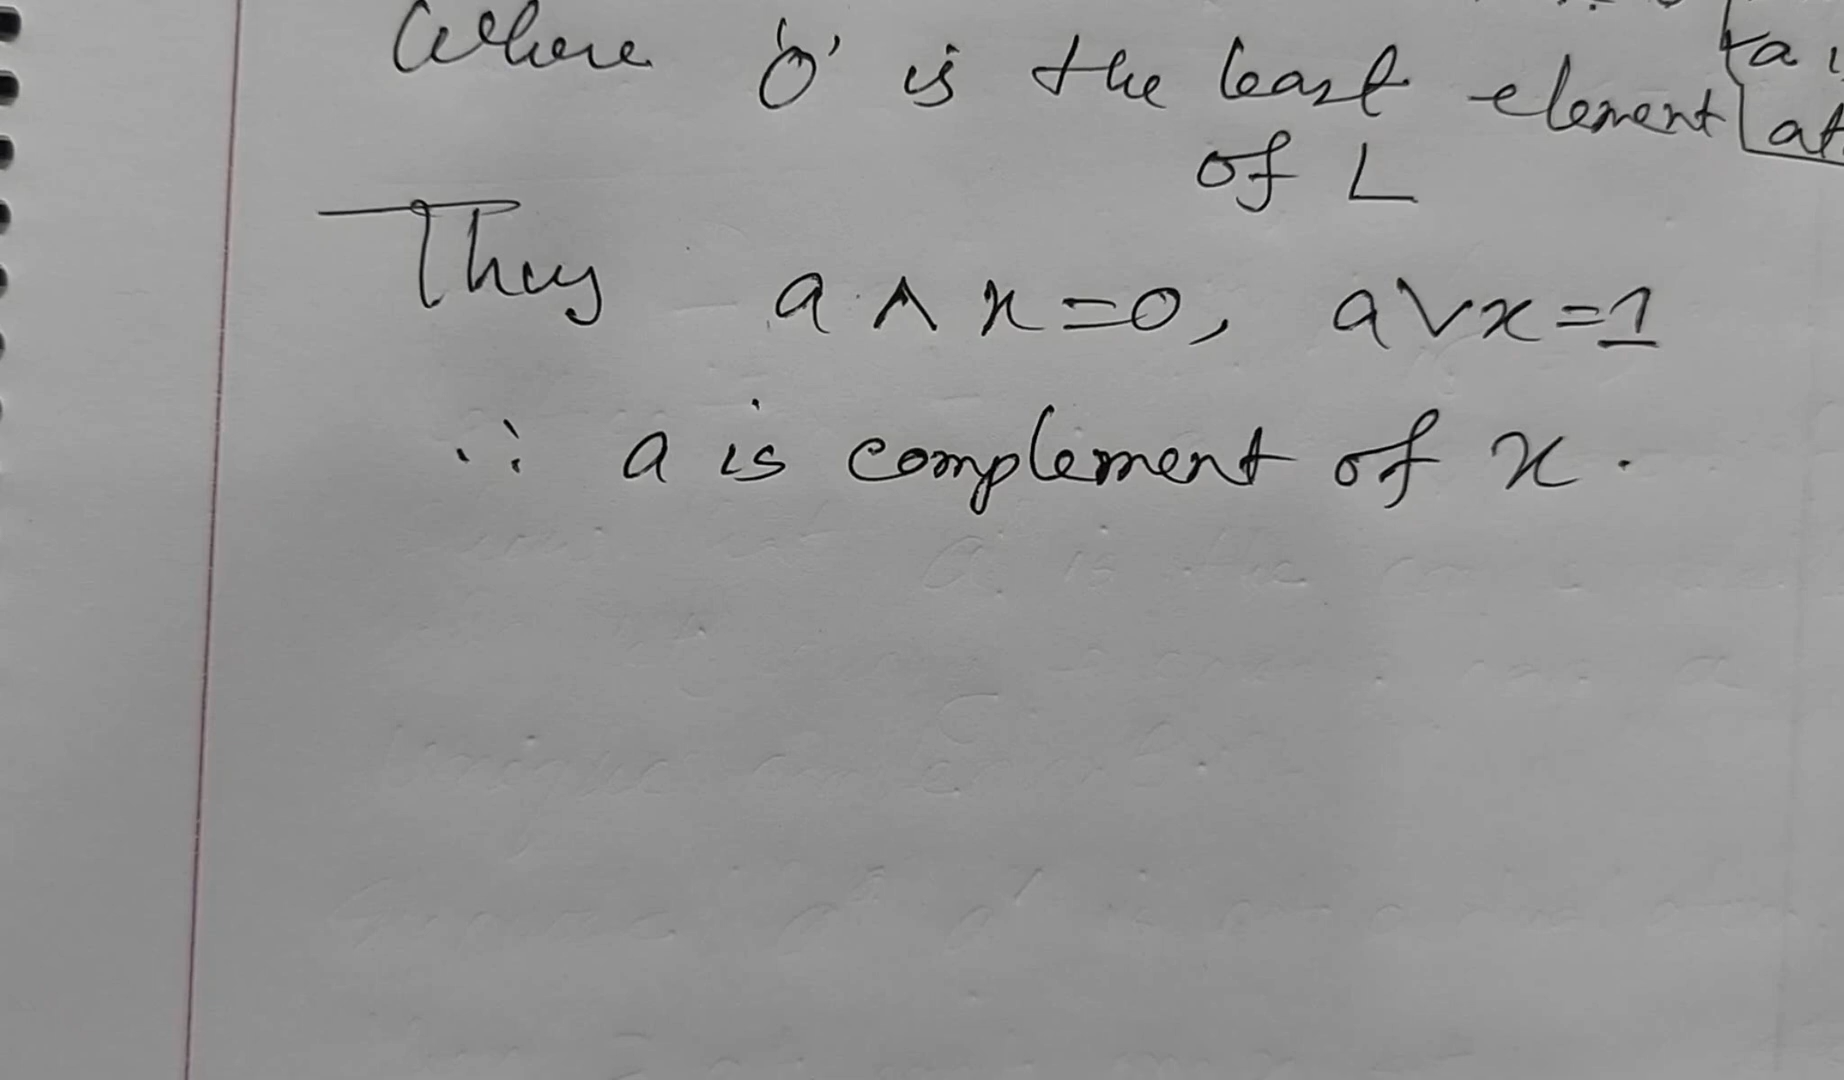 Where '0' is the least element
of L
Thus a ∧ x = 0, a ∨ x = 1
∴ a is complement of x.